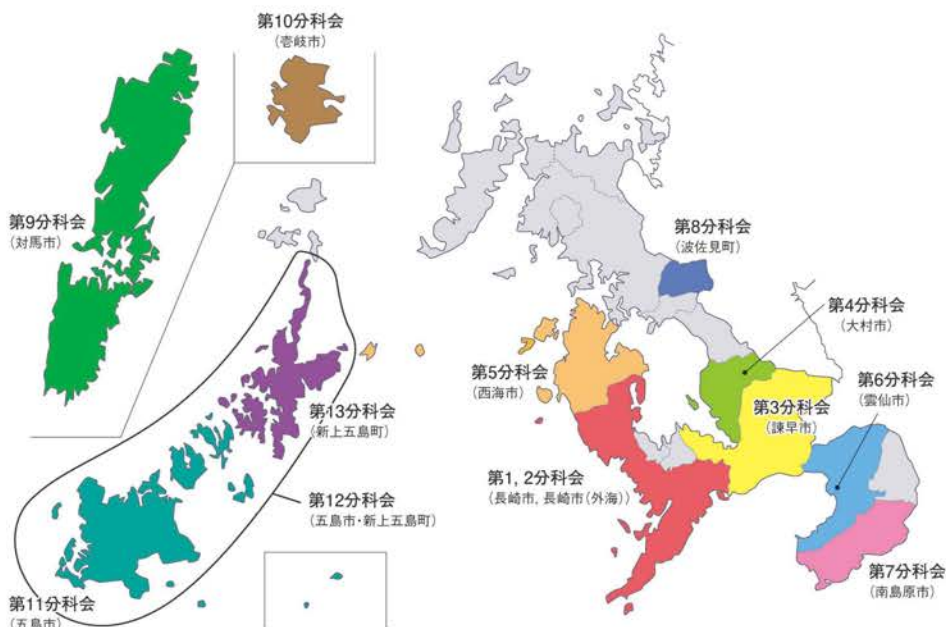 第10分科会
(壱岐市)
第9分科会
(対馬市)
第8分科会
(波佐見町)
第4分科会
(大村市)
第5分科会
(西海市)
第6分科会
(雲仙市)
第3分科会
(諫早市)
第13分科会
(新上五島町)
第1, 2分科会
(長崎市, 長崎市(外海))
第12分科会
(五島市・新上五島町)
第7分科会
(南島原市)
第11分科会
(五島市)